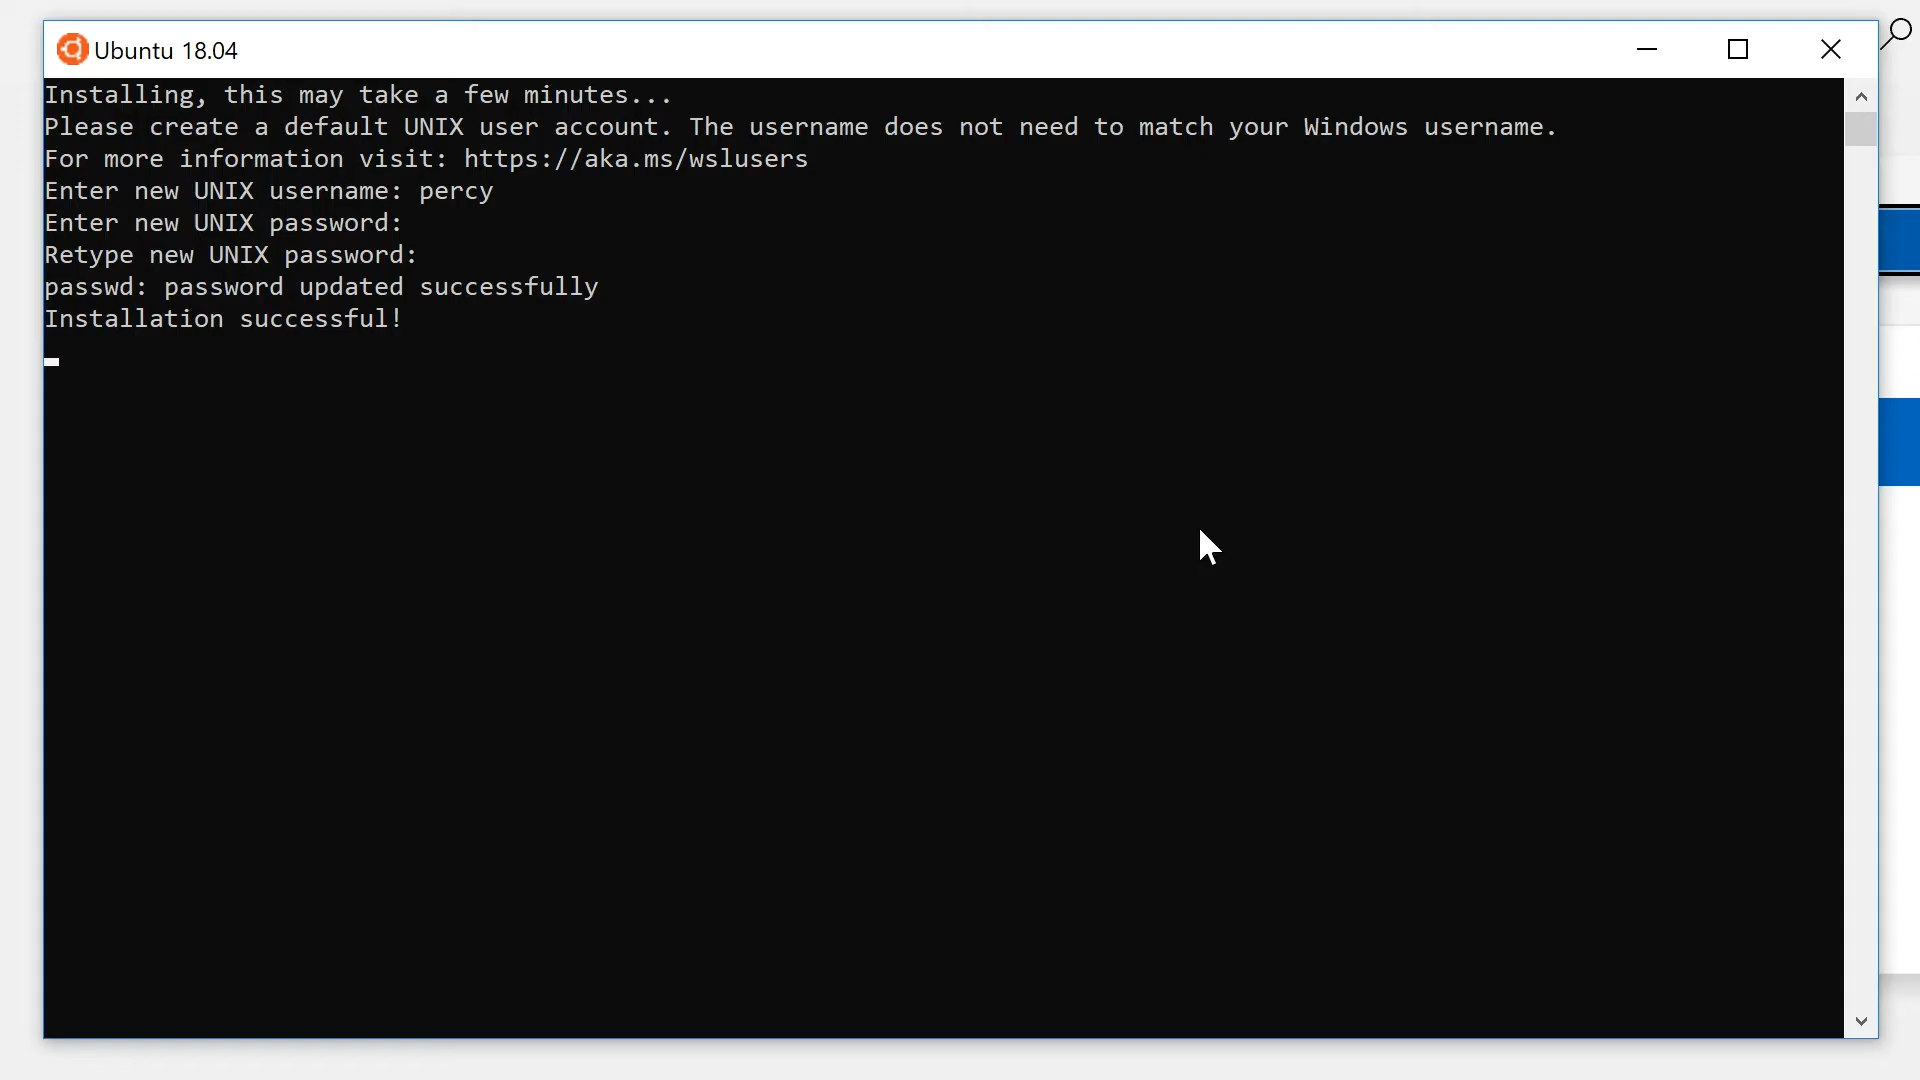 Ubuntu 18.04
Installing, this may take a few minutes...
Please create a default UNIX user account. The username does not need to match your Windows username.
For more information visit: https://aka.ms/wslusers
Enter new UNIX username: percy
Enter new UNIX password:
Retype new UNIX password:
passwd: password updated successfully
Installation successful!